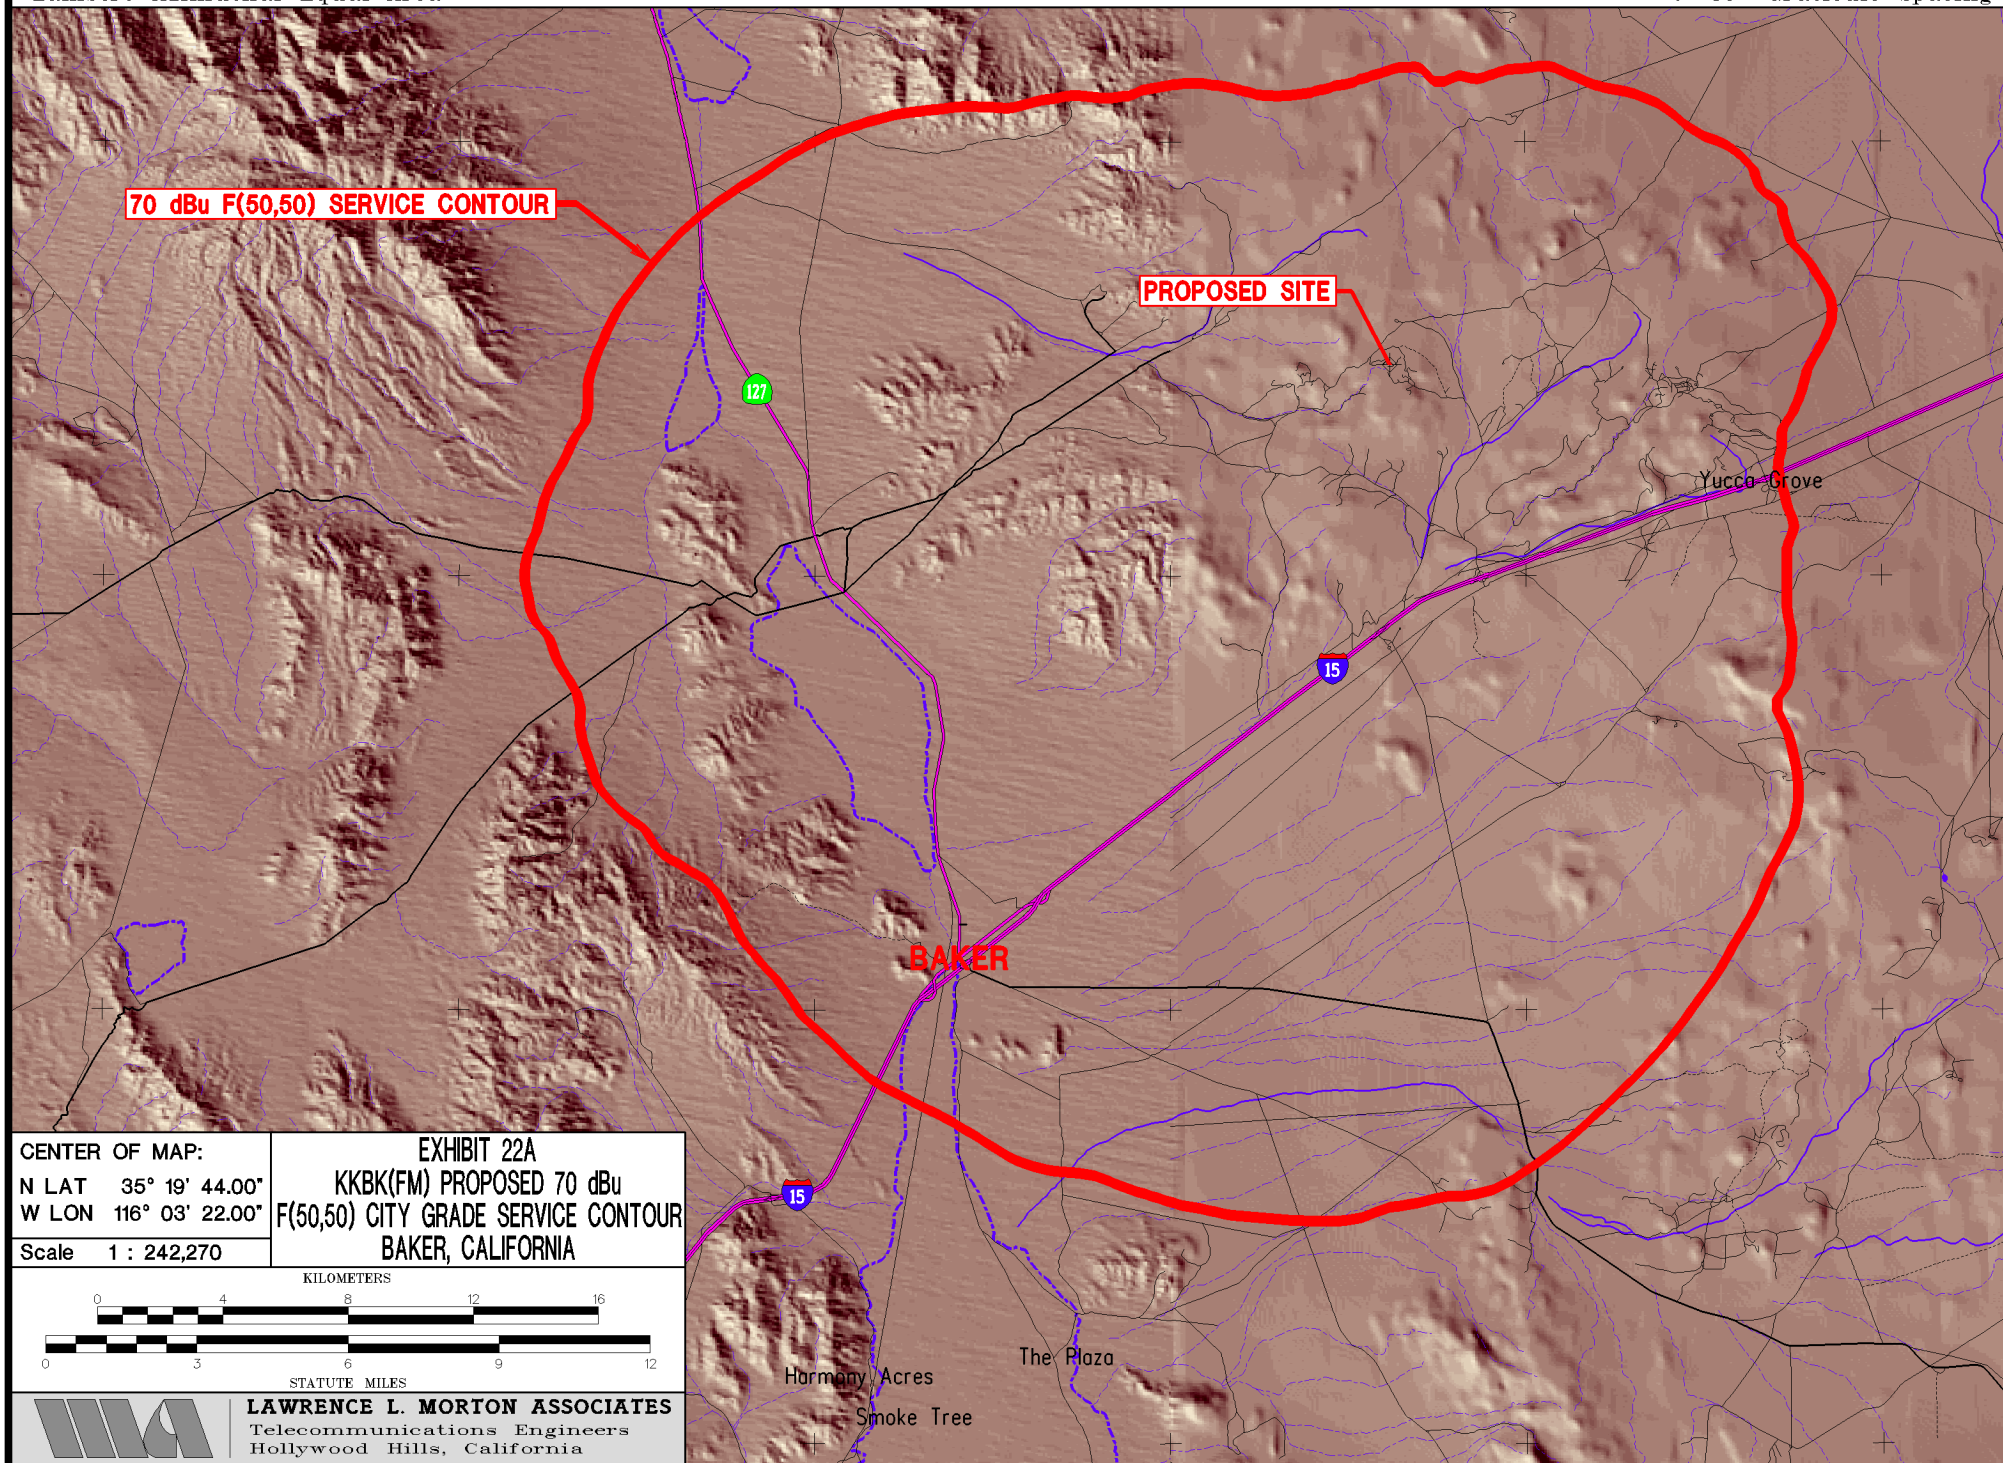 70 dBu F(50,50) SERVICE CONTOUR
PROPOSED SITE
127
Yucca Grove
15
BAKER
15
The Plaza
Harmony Acres
Smoke Tree
CENTER OF MAP:
N LAT 35° 19' 44.00"
W LON 116° 03' 22.00"
Scale 1 : 242,270
EXHIBIT 22A
KKBK(FM) PROPOSED 70 dBu
F(50,50) CITY GRADE SERVICE CONTOUR
BAKER, CALIFORNIA
KILOMETERS
0 4 8 12 16
0 3 6 9 12
STATUTE MILES
LAWRENCE L. MORTON ASSOCIATES
Telecommunications Engineers
Hollywood Hills, California